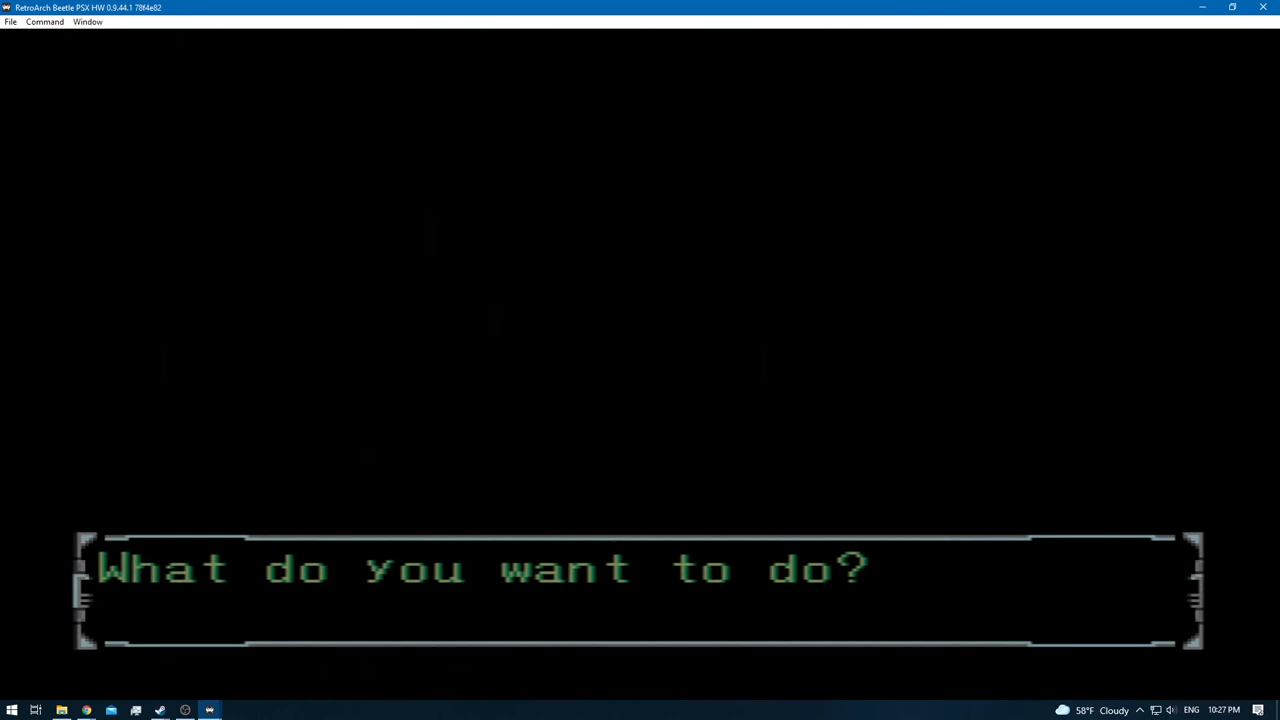 RetroArch Beetle PSX HW 0.9.44.1 78f4e82
File Command Window
What do you want to do?
58°F Cloudy ENG 10:27 PM